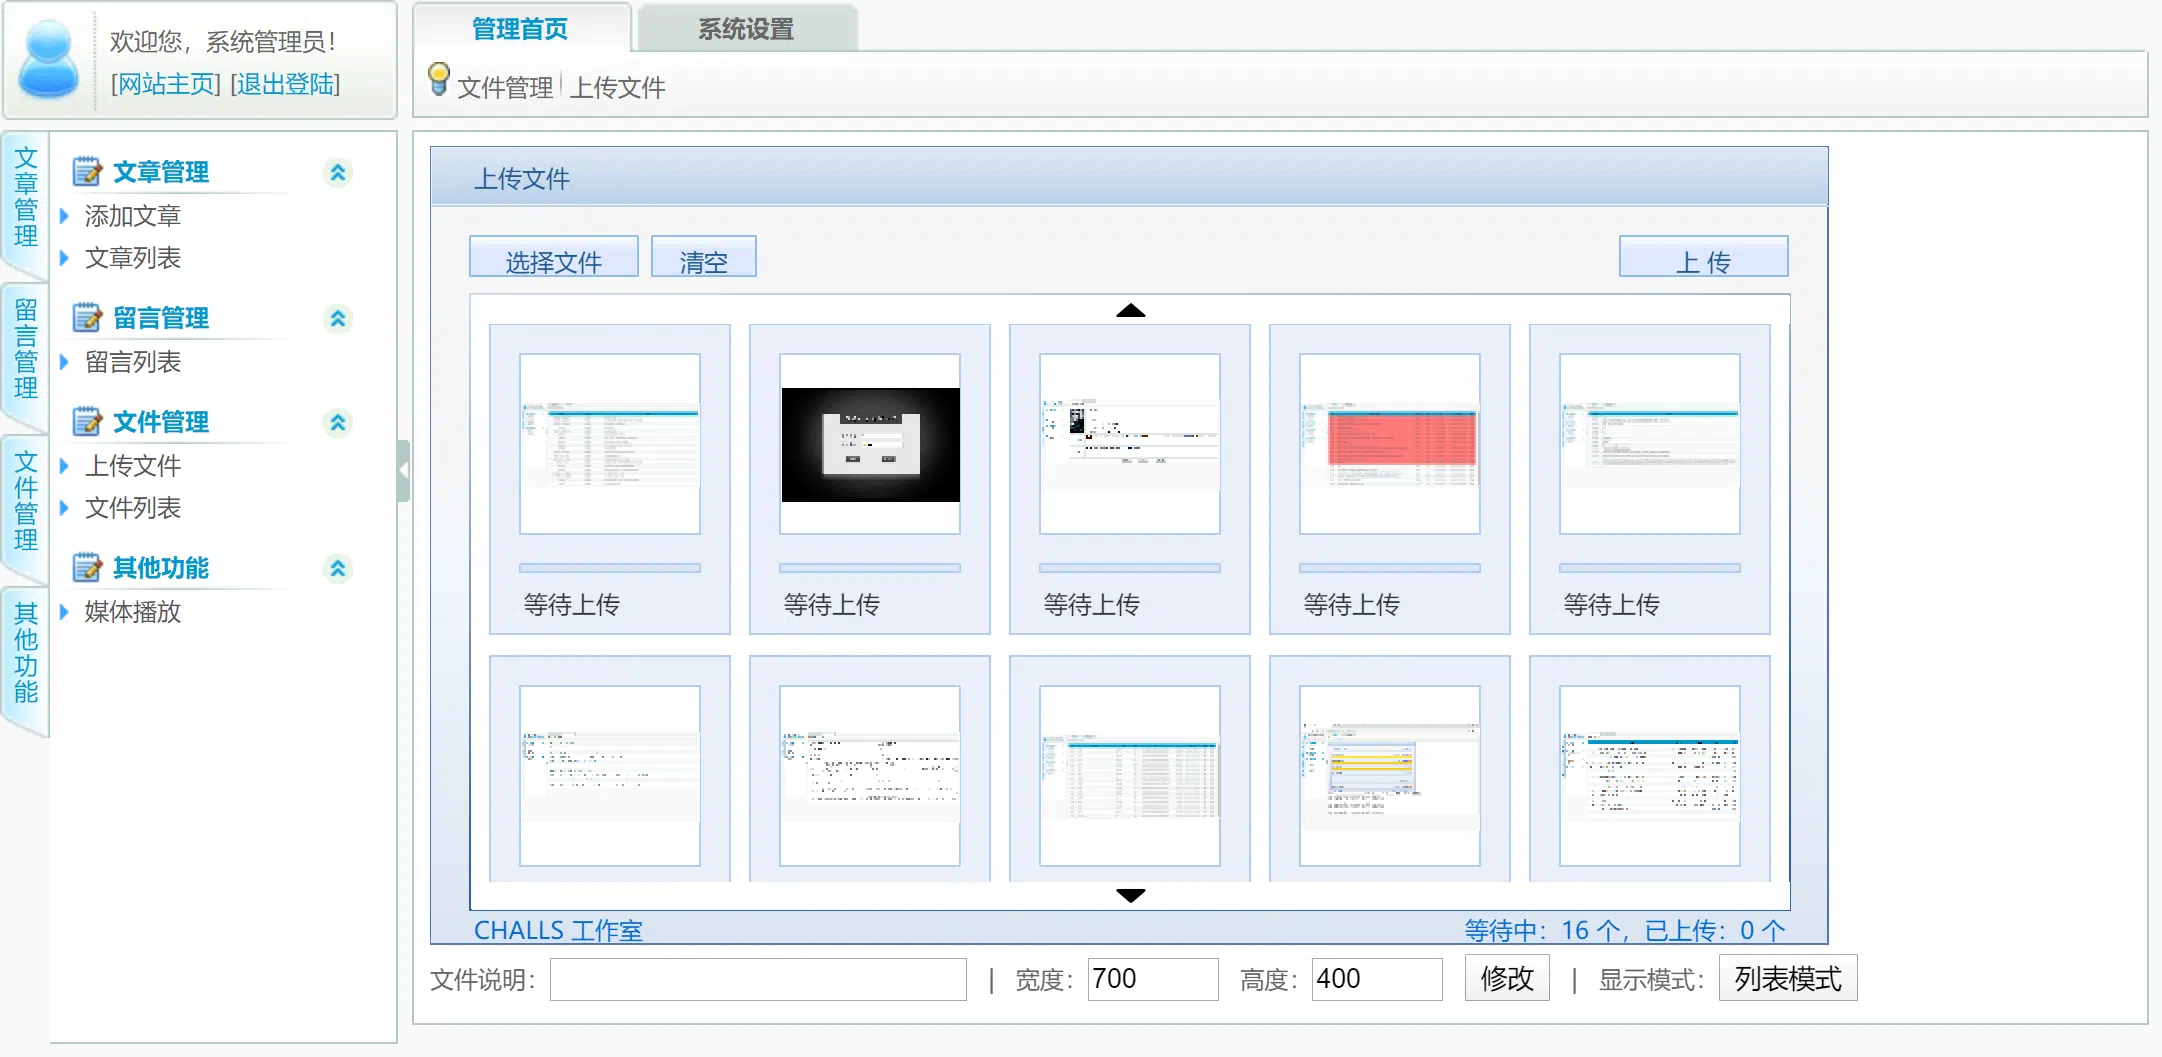 欢迎您，系统管理员！
[网站主页] [退出登陆]
管理首页
系统设置
文件管理
上传文件
文章管理
留言管理
文件管理
其他功能
文章管理
添加文章
文章列表
留言管理
留言列表
文件管理
上传文件
文件列表
其他功能
媒体播放
上传文件
选择文件
清空
上 传
等待上传
等待上传
等待上传
等待上传
等待上传
CHALLS 工作室
等待中：16 个，已上传：0 个
文件说明：
| 宽度：700
高度：400
修改
| 显示模式：列表模式